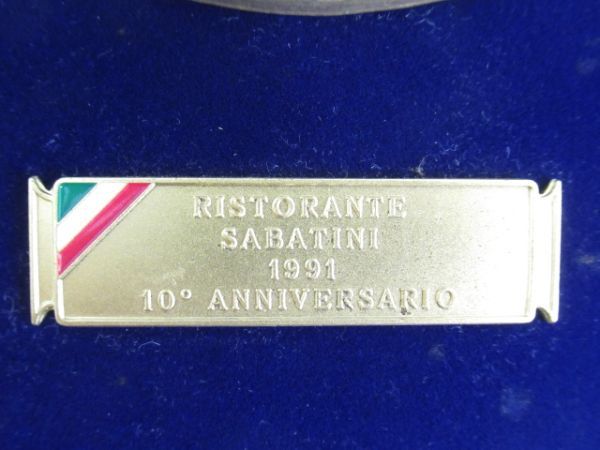 RISTORANTE
SABATINI
1991
10° ANNIVERSARIO